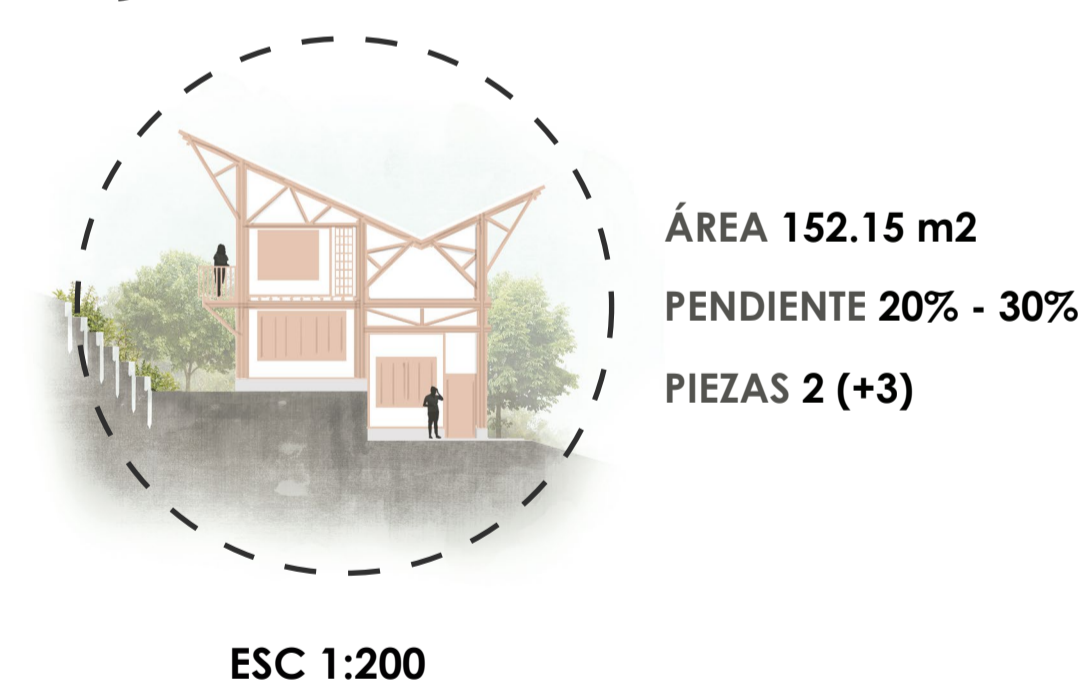 ÁREA 152.15 m2
PENDIENTE 20% - 30%
PIEZAS 2 (+3)
ESC 1:200